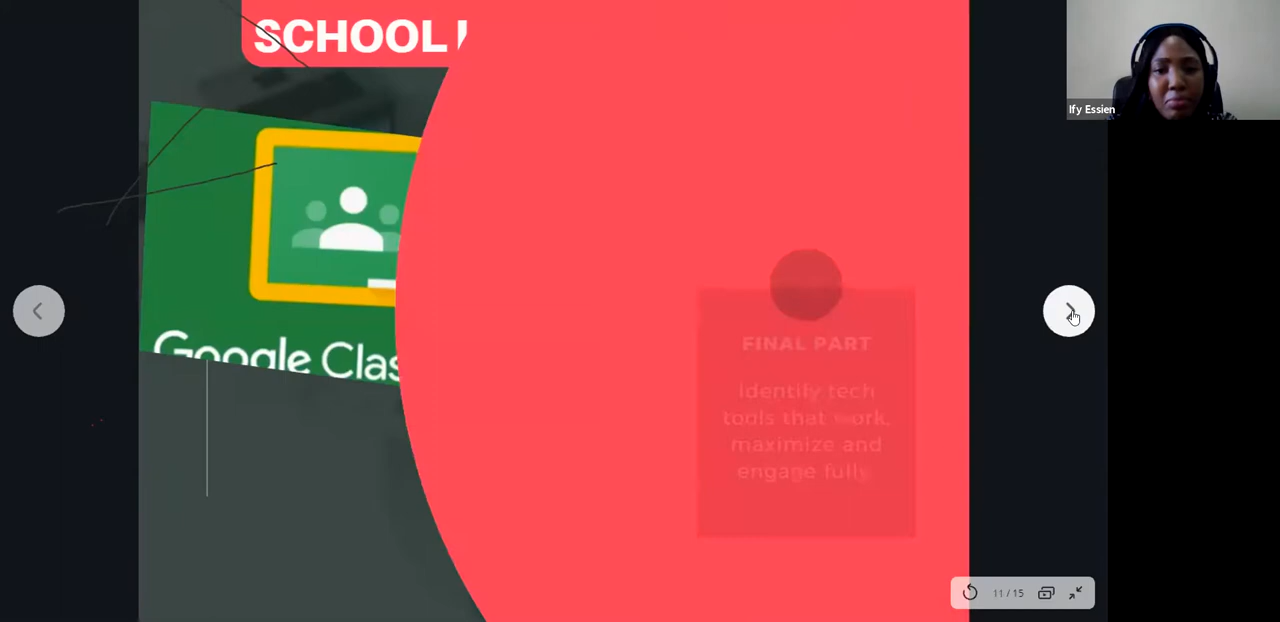 SCHOOL
Ify Essien
Google Clas
FINAL PART
Identify tech
tools that work,
maximize and
engage fully
11 / 15